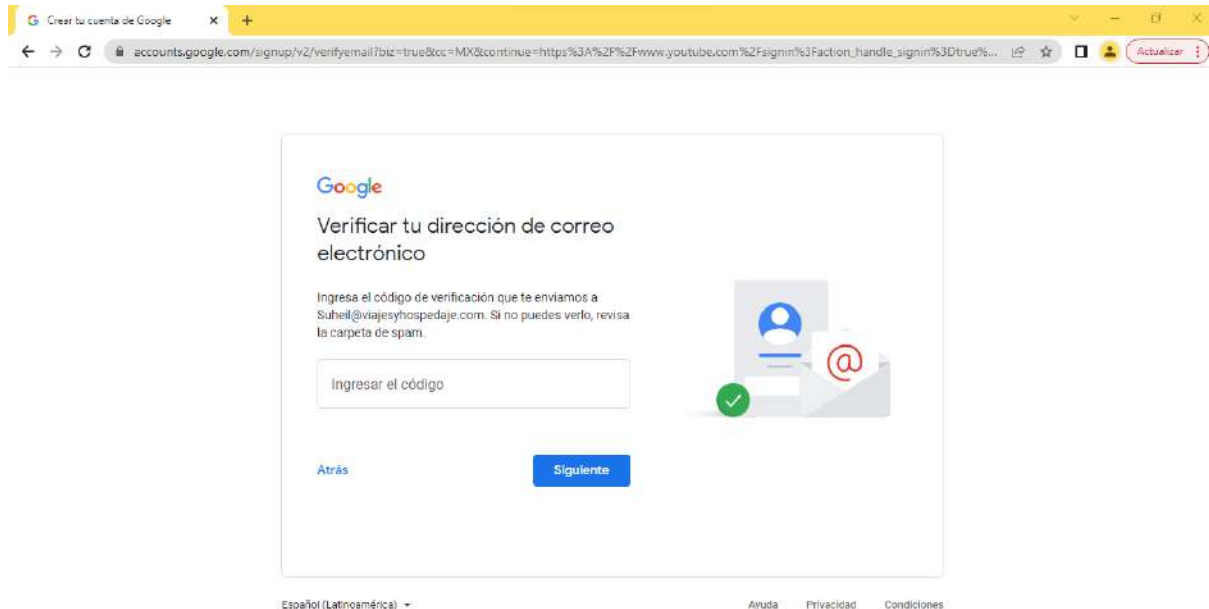 Crear tu cuenta de Google
accounts.google.com/signup/v2/verifyemail?biz=true&cc=MX&continue=https%3A%2F%2Fwww.youtube.com%2Fsignin%3Faction_handle_signin%3Dtrue%...
Actualizar
Google
Verificar tu dirección de correo
electrónico
Ingresa el código de verificación que te enviamos a
Suheil@viajesyhospedaje.com. Si no puedes verlo, revisa
la carpeta de spam.
@
Ingresar el código
Atrás
Siguiente
Español (Latinoamérica)
Ayuda Privacidad Condiciones